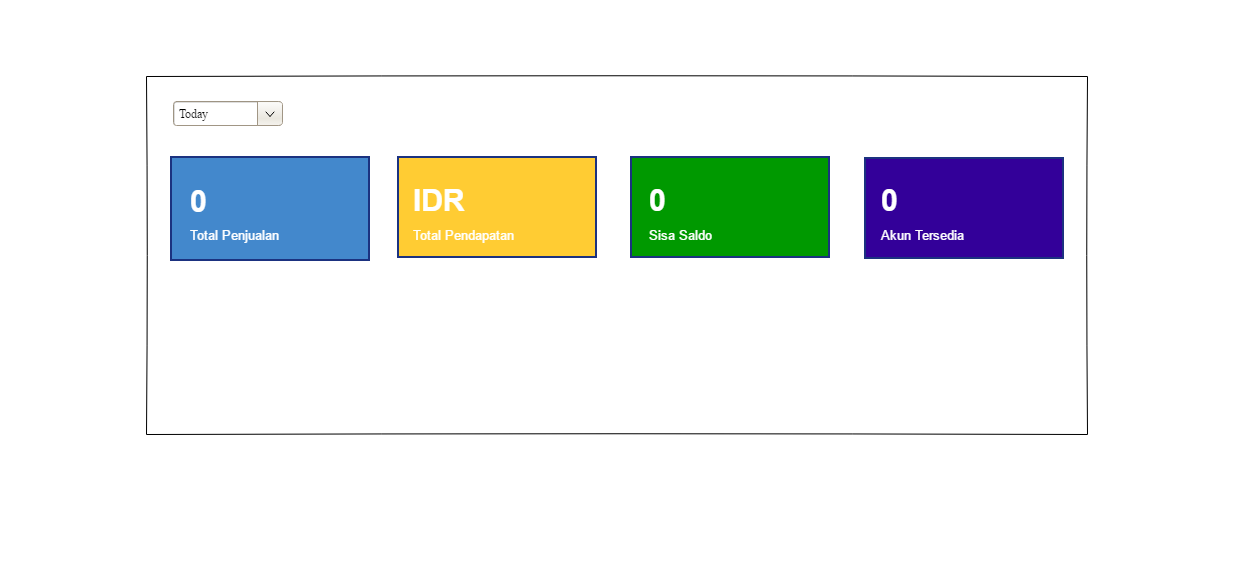 Today
0
Total Penjualan
IDR
Total Pendapatan
0
Sisa Saldo
0
Akun Tersedia